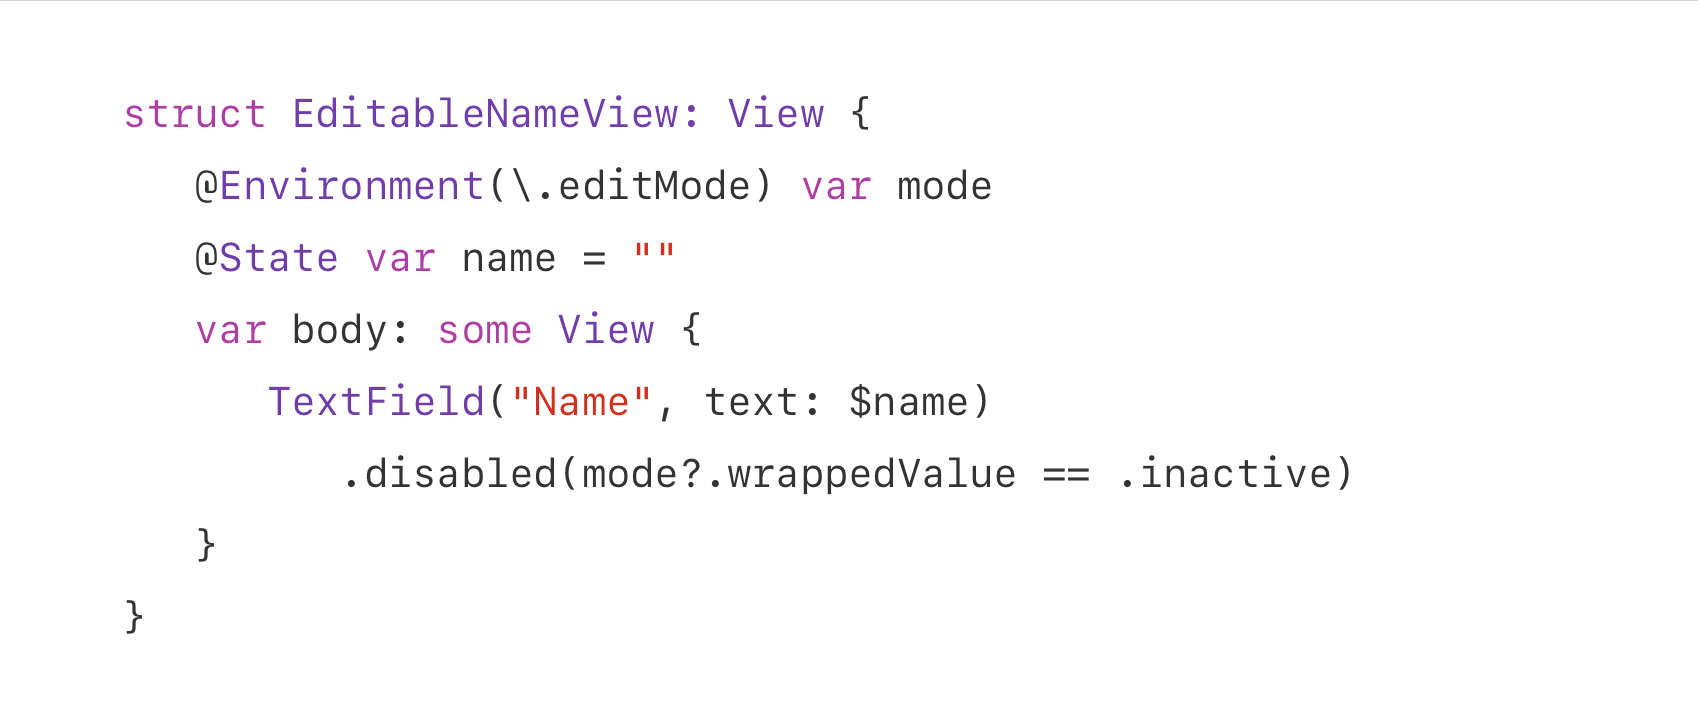 struct EditableNameView: View {
@Environment(\.editMode) var mode
@State var name = ""
var body: some View {
TextField("Name", text: $name)
.disabled(mode?.wrappedValue == .inactive)
}
}